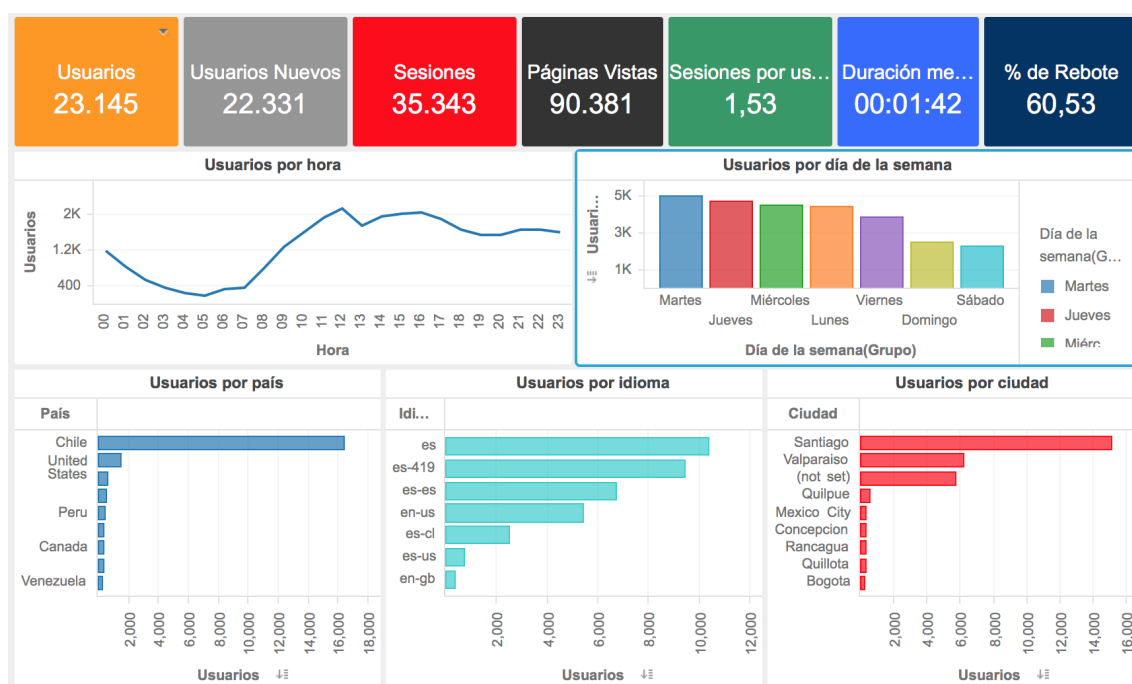 Usuarios
23.145
Usuarios Nuevos
22.331
Sesiones
35.343
Páginas Vistas
90.381
Sesiones por us...
1,53
Duración me...
00:01:42
% de Rebote
60,53
Usuarios por hora
Usuarios
2K
1.2K
400
00 01 02 03 04 05 06 07 08 09 10 11 12 13 14 15 16 17 18 19 20 21 22 23
Hora
Usuarios por día de la semana
Usuari...
5K
3K
1K
Martes
Jueves
Miércoles
Lunes
Viernes
Domingo
Sábado
Día de la semana(Grupo)
Día de la
semana(G...
Martes
Jueves
Miérc
Usuarios por país
País
Chile
United
States
Peru
Canada
Venezuela
2,000 4,000 6,000 8,000 10,000 12,000 14,000 16,000 18,000
Usuarios
Usuarios por idioma
Idi...
es
es-419
es-es
en-us
es-cl
es-us
en-gb
2,000 4,000 6,000 8,000 10,000 12,000
Usuarios
Usuarios por ciudad
Ciudad
Santiago
Valparaiso
(not set)
Quilpue
Mexico City
Concepcion
Rancagua
Quillota
Bogota
2,000 4,000 6,000 8,000 10,000 12,000 14,000 16,000
Usuarios